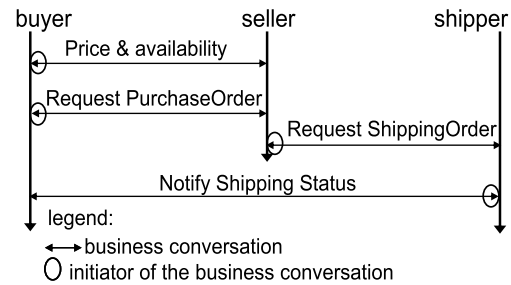 buyer seller shipper
Price & availability
Request PurchaseOrder
Request ShippingOrder
Notify Shipping Status
legend:
business conversation
initiator of the business conversation